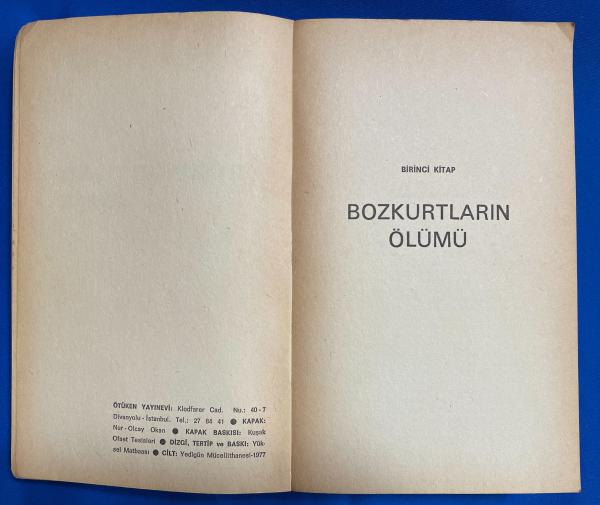 ÖTÜKEN YAYINEVİ: Klodfarer Cad. Nu.: 40-7
Divanyolu - İstanbul. Tel.: 27 64 41 ● KAPAK:
Nur-Olcay Okan ● KAPAK BASKISI: Kuşak
Ofset Tesisleri ● DİZGİ, TERTİP ve BASKI: Yük-
sel Matbaası ● CİLT: Yedigün Mücellithanesi-1977
BİRİNCİ KİTAP
BOZKURTLARIN
ÖLÜMÜ